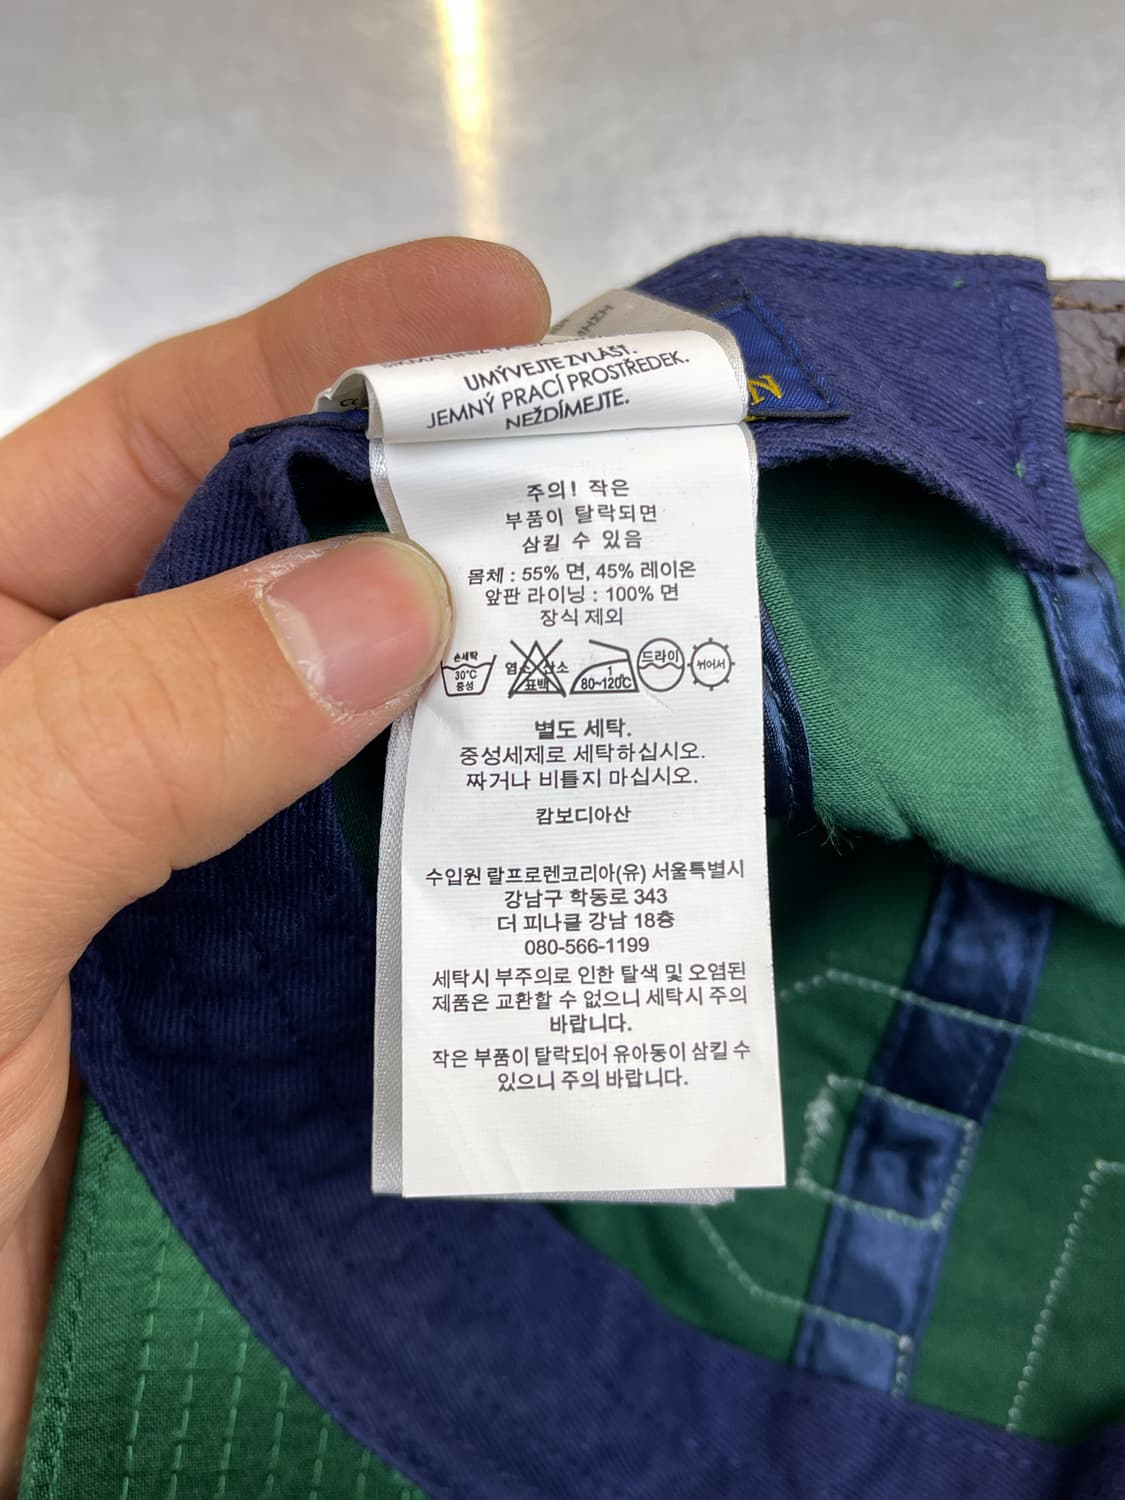 UMÝVEJTE ZVLÁŠŤ.
JEMNÝ PRACÍ PROSTŘEDEK.
NEŽDÍMEJTE.
주의! 작은
부품이 탈락되면
삼킬 수 있음
몸체 : 55% 면, 45% 레이온
앞판 라이닝 : 100% 면
장식 제외
손세탁
30°C
중성
염소 산소
표백
80~120°C
드라이
뉘어서
별도 세탁.
중성세제로 세탁하십시오.
짜거나 비틀지 마십시오.
캄보디아산
수입원 랄프로렌코리아(유) 서울특별시
강남구 학동로 343
더 피나클 강남 18층
080-566-1199
세탁시 부주의로 인한 탈색 및 오염된
제품은 교환할 수 없으니 세탁시 주의
바랍니다.
작은 부품이 탈락되어 유아동이 삼킬 수
있으니 주의 바랍니다.